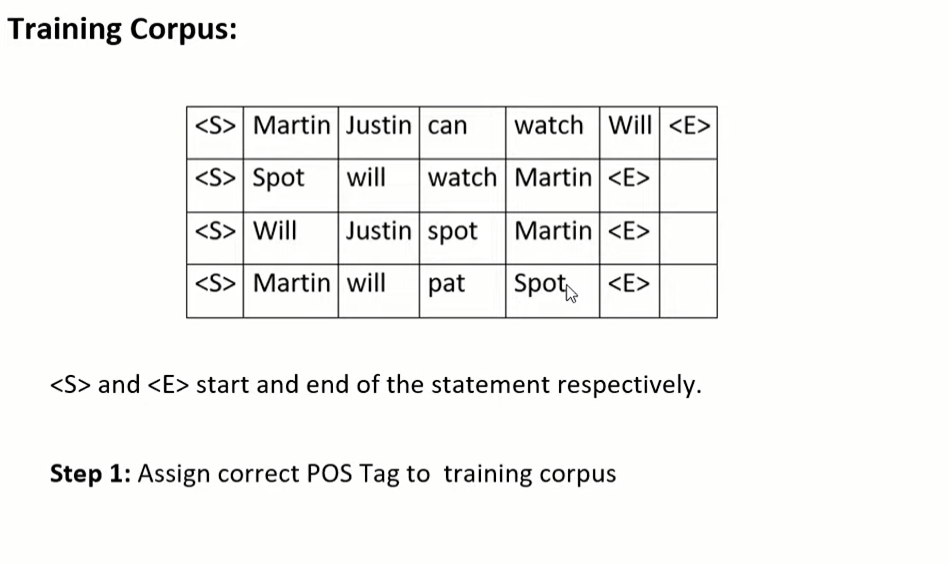 Training Corpus:
<S> Martin Justin can watch Will <E>
<S> Spot will watch Martin <E>
<S> Will Justin spot Martin <E>
<S> Martin will pat Spot <E>
<S> and <E> start and end of the statement respectively.
Step 1: Assign correct POS Tag to training corpus